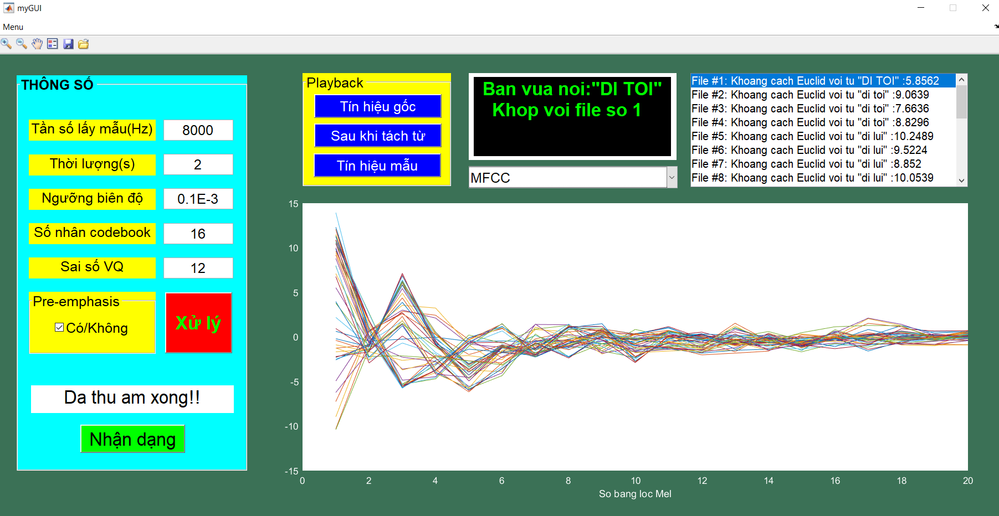 myGUI
Menu
THÔNG SỐ
Tần số lấy mẫu(Hz)
8000
Thời lượng(s)
2
Ngưỡng biên độ
0.1E-3
Số nhân codebook
16
Sai số VQ
12
Pre-emphasis
Có/Không
Xử lý
Da thu am xong!!
Nhận dạng
Playback
Tín hiệu gốc
Sau khi tách từ
Tín hiệu mẫu
Ban vua noi:"DI TOI"
Khop voi file so 1
MFCC
File #1: Khoang cach Euclid voi tu "DI TOI" :5.8562
File #2: Khoang cach Euclid voi tu "di toi" :9.0639
File #3: Khoang cach Euclid voi tu "di toi" :7.6636
File #4: Khoang cach Euclid voi tu "di toi" :8.8296
File #5: Khoang cach Euclid voi tu "di lui" :10.2489
File #6: Khoang cach Euclid voi tu "di lui" :9.5224
File #7: Khoang cach Euclid voi tu "di lui" :8.852
File #8: Khoang cach Euclid voi tu "di lui" :10.0539
15
10
5
0
-5
-10
-15
0 2 4 6 8 10 12 14 16 18 20
So bang loc Mel